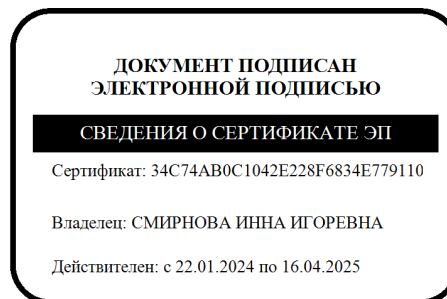 ДОКУМЕНТ ПОДПИСАН
ЭЛЕКТРОННОЙ ПОДПИСЬЮ
СВЕДЕНИЯ О СЕРТИФИКАТЕ ЭП
Сертификат: 34C74AB0C1042E228F6834E779110
Владелец: СМИРНОВА ИННА ИГОРЕВНА
Действителен: с 22.01.2024 по 16.04.2025